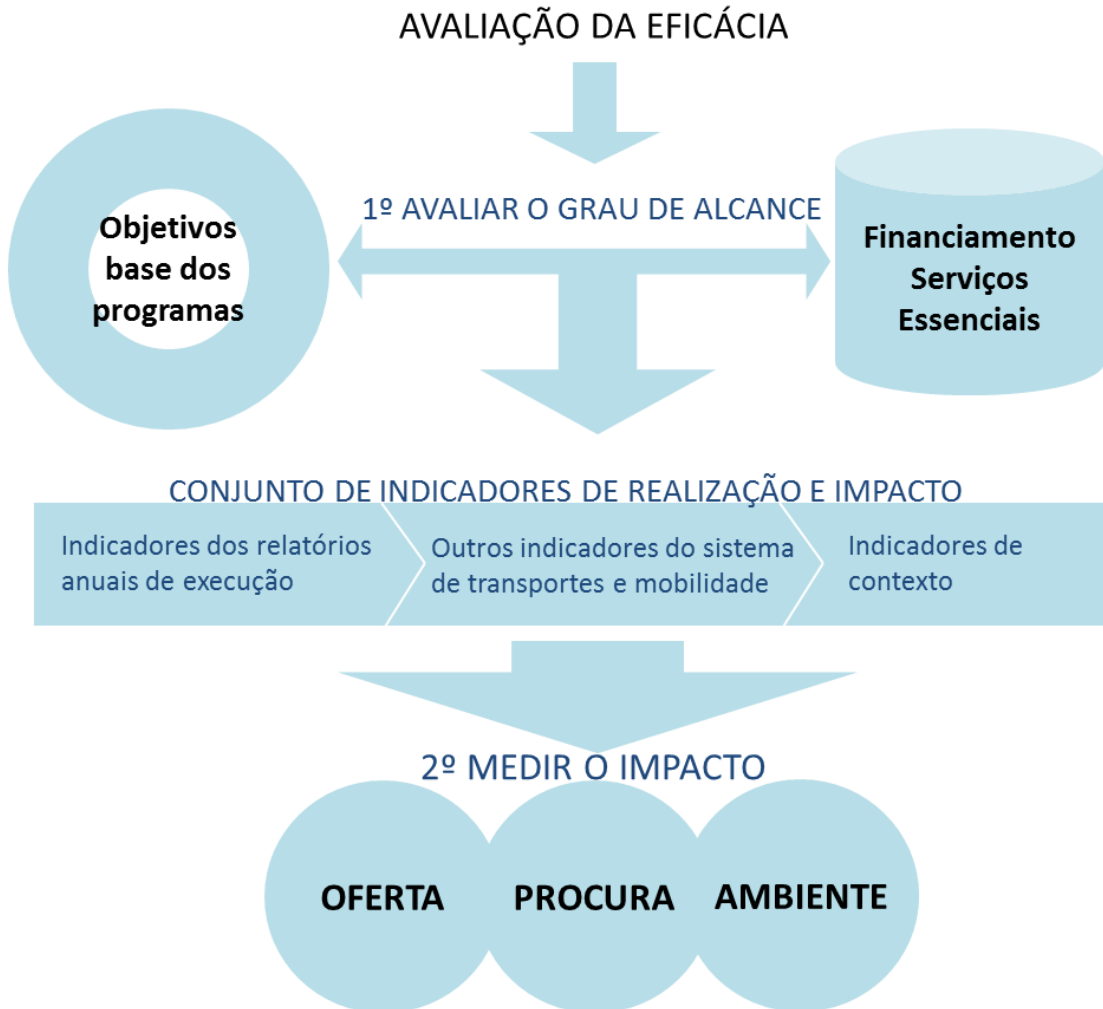 AVALIAÇÃO DA EFICÁCIA
1º AVALIAR O GRAU DE ALCANCE
Objetivos
base dos
programas
Financiamento
Serviços
Essenciais
CONJUNTO DE INDICADORES DE REALIZAÇÃO E IMPACTO
Indicadores dos relatórios
anuais de execução
Outros indicadores do sistema
de transportes e mobilidade
Indicadores de
contexto
2º MEDIR O IMPACTO
OFERTA
PROCURA
AMBIENTE